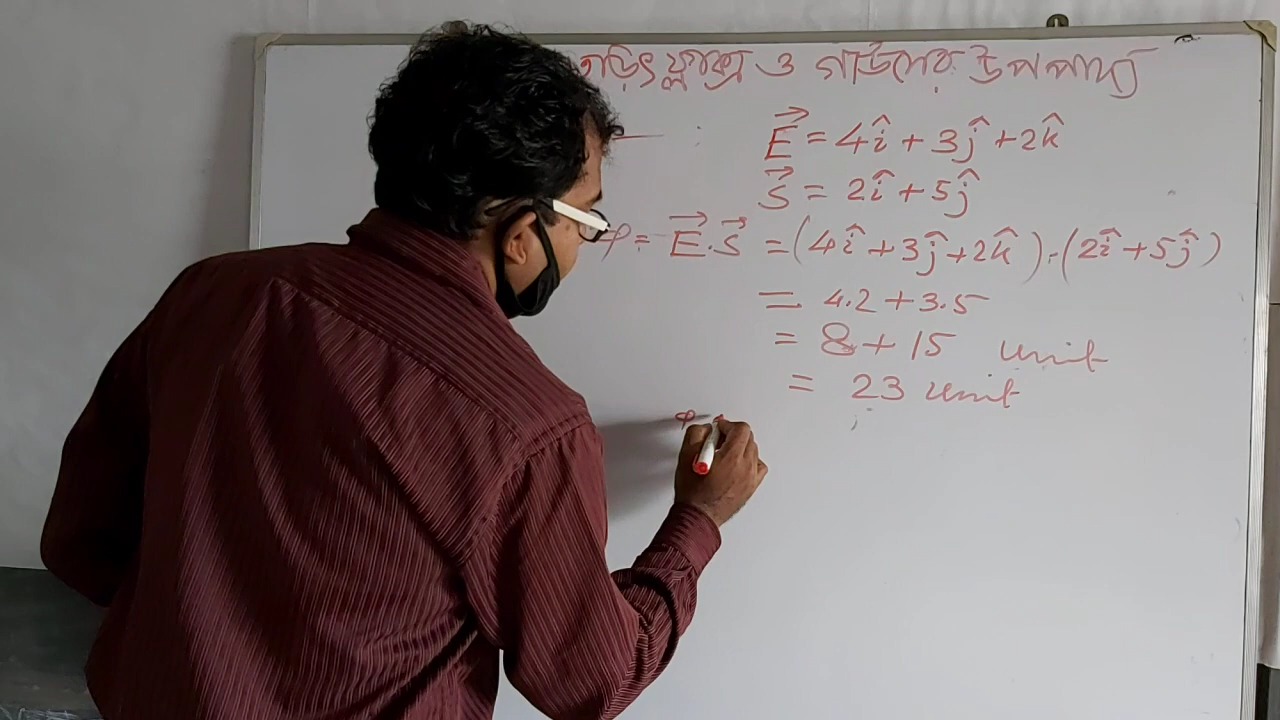 তড়িৎ ফ্লাক্স ও গাউসের উপপাদ্য
E⃗ = 4î + 3ĵ + 2k̂
S⃗ = 2î + 5ĵ
φ = E⃗.S⃗ = (4î + 3ĵ + 2k̂).(2î + 5ĵ)
= 4.2 + 3.5
= 8 + 15 unit
= 23 unit
φ